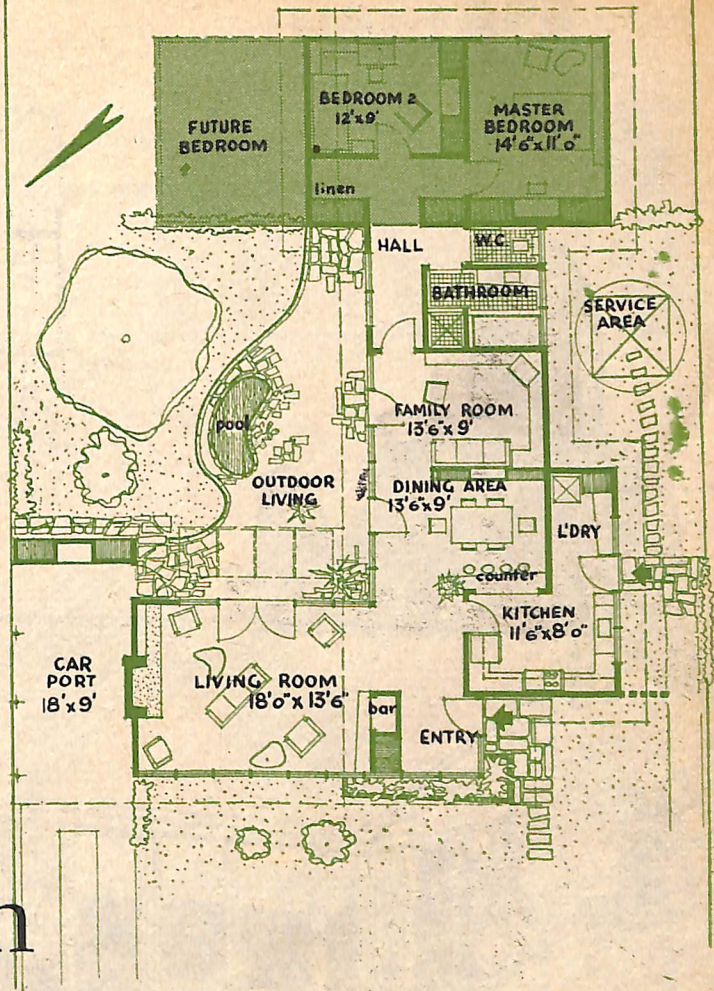 FUTURE
BEDROOM
BEDROOM 2
12'x9'
MASTER
BEDROOM
14'6"x11'0"
linen
HALL
W.C
BATHROOM
SERVICE
AREA
FAMILY ROOM
13'6"x9'
pool
OUTDOOR
LIVING
DINING AREA
13'6"x9'
L'DRY
counter
KITCHEN
11'6"x8'0"
CAR
PORT
18'x9'
LIVING ROOM
18'0"X13'6"
bar
ENTRY
n